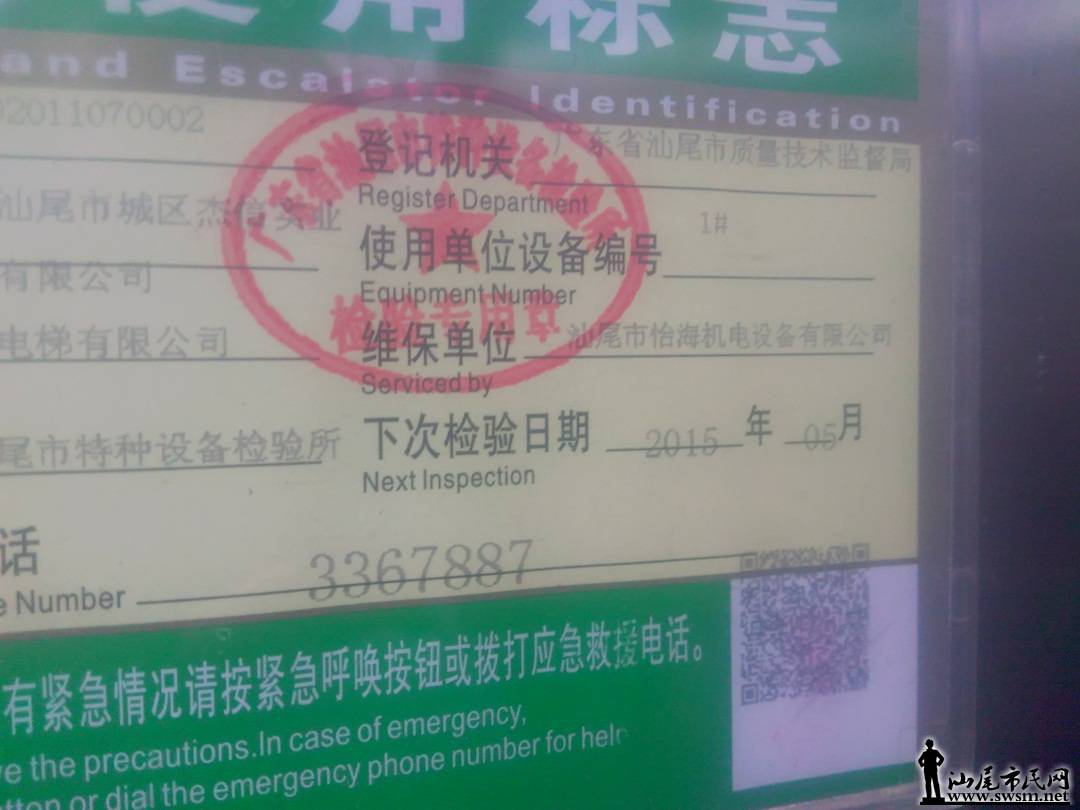 使用标志
and Escalator Identification
02011070002
登记机关
广东省汕尾市质量技术监督局
Register Department
汕尾市城区杰信实业
有限公司
使用单位设备编号
1#
Equipment Number
电梯有限公司
维保单位
汕尾市怡海机电设备有限公司
Serviced by
检验专用章
尾市特种设备检验所
下次检验日期 2015 年 05 月
Next Inspection
话
3367887
e Number
有紧急情况请按紧急呼唤按钮或拨打应急救援电话。
ve the precautions.In case of emergency,
tton or dial the emergency phone number for help
汕尾市民网
www.swsm.net